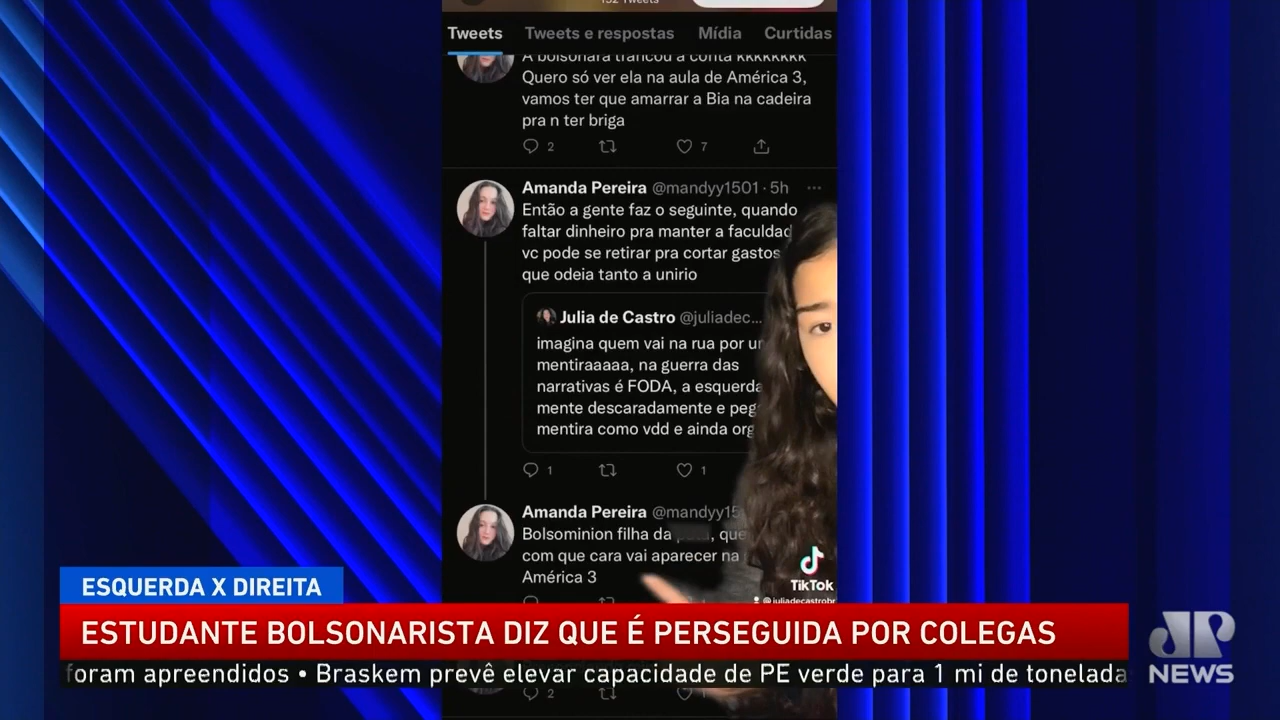 152 Tweets
Tweets Tweets e respostas Mídia Curtidas
A bolsonara trancou a conta kkkkkkkk
Quero só ver ela na aula de América 3,
vamos ter que amarrar a Bia na cadeira
pra n ter briga
2 7
Amanda Pereira @mandyy1501 · 5h
Então a gente faz o seguinte, quando
faltar dinheiro pra manter a faculdad
vc pode se retirar pra cortar gastos
que odeia tanto a unirio
Julia de Castro @juliadec...
imagina quem vai na rua por
mentiraaaaa, na guerra das
narrativas é FODA, a esquerda
mente descaradamente e peg
mentira como vdd e ainda org
1 1
Amanda Pereira @mandyy15
Bolsominion filha da, que
com que cara vai aparecer na
América 3
TikTok
@juliadecastrobr
ESQUERDA X DIREITA
ESTUDANTE BOLSONARISTA DIZ QUE É PERSEGUIDA POR COLEGAS
foram apreendidos • Braskem prevê elevar capacidade de PE verde para 1 mi de tonelada
JP
NEWS
2